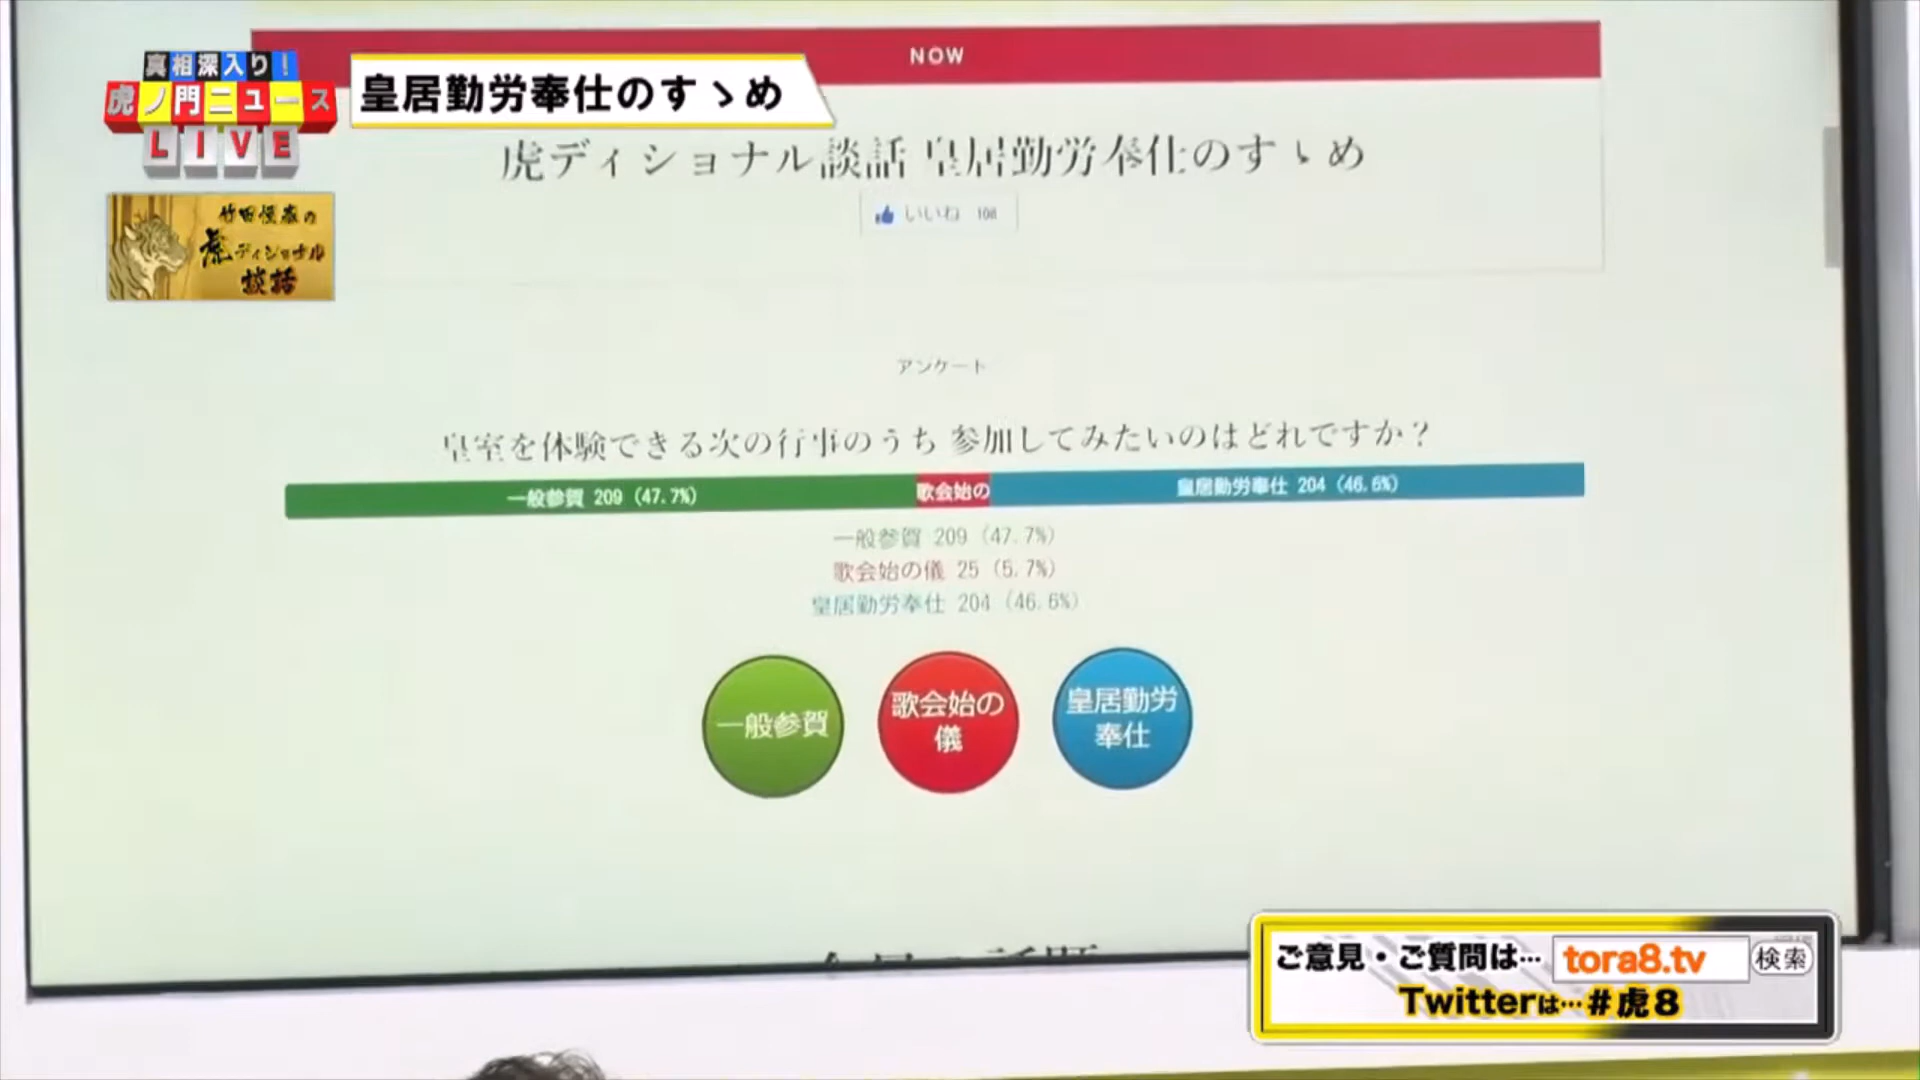 NOW
真相深入り!
虎ノ門ニュース
LIVE
皇居勤労奉仕のすゝめ
虎ディショナル談話 皇居勤労奉仕のすゝめ
いいね 108
竹田恒泰の
虎ディショナル
談話
アンケート
皇室を体験できる次の行事のうち 参加してみたいのはどれですか?
一般参賀 209 (47.7%) 歌会始の 皇居勤労奉仕 204 (46.6%)
一般参賀 209 (47.7%)
歌会始の儀 25 (5.7%)
皇居勤労奉仕 204 (46.6%)
一般参賀
歌会始の
儀
皇居勤労
奉仕
ご意見・ご質問は… tora8.tv 検索
Twitterは…#虎8